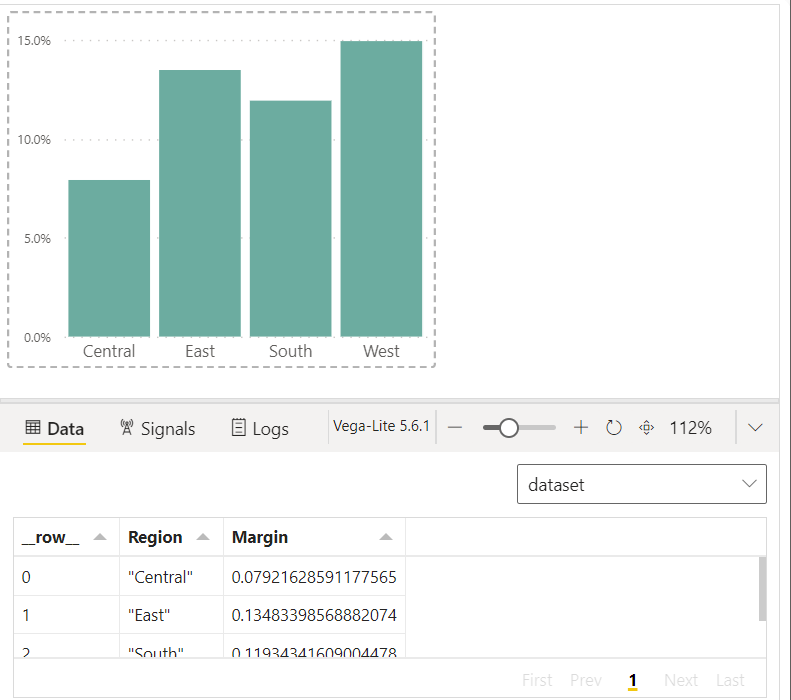 15.0%
10.0%
5.0%
0.0%
Central East South West
Data Signals Logs Vega-Lite 5.6.1 112%
dataset
__row__ Region Margin
0 "Central" 0.07921628591177565
1 "East" 0.13483398568882074
2 "South" 0.11934341609004478
First Prev 1 Next Last